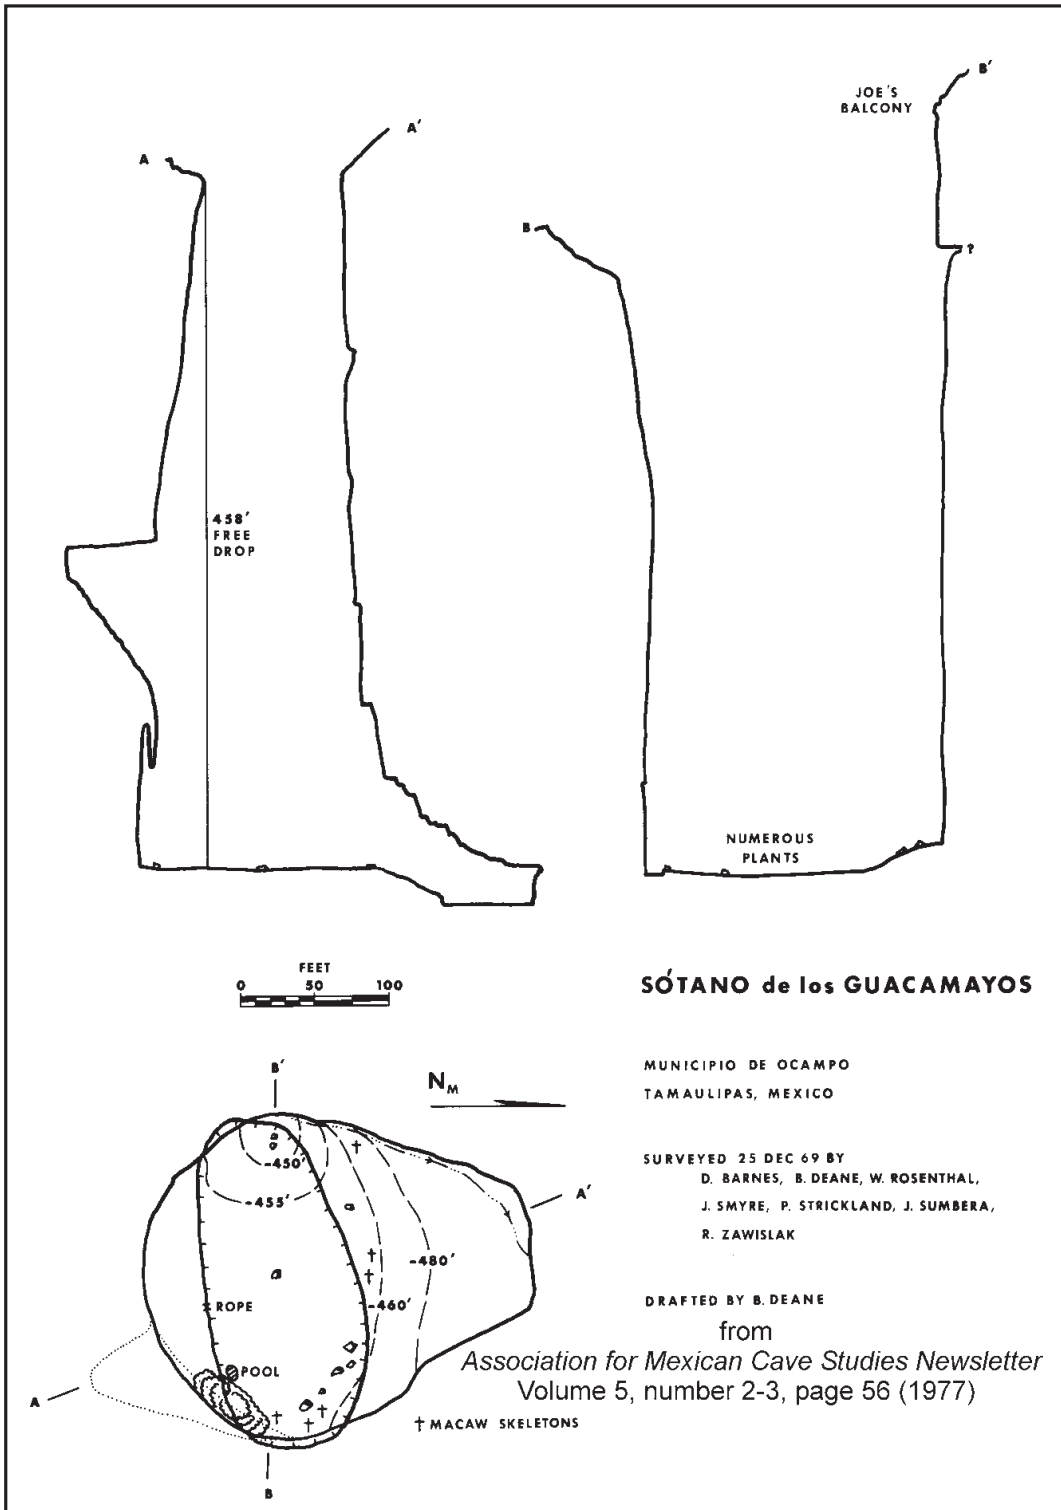 A
A'
458'
FREE
DROP
B
JOE'S
BALCONY
B'
?
NUMEROUS
PLANTS
FEET
0 50 100
SÓTANO de los GUACAMAYOS
MUNICIPIO DE OCAMPO
TAMAULIPAS, MEXICO
SURVEYED 25 DEC 69 BY
D. BARNES, B. DEANE, W. ROSENTHAL,
J. SMYRE, P. STRICKLAND, J. SUMBERA,
R. ZAWISLAK
DRAFTED BY B. DEANE
from
Association for Mexican Cave Studies Newsletter
Volume 5, number 2-3, page 56 (1977)
B'
NM
-450'
-455'
A'
-480'
-460'
ROPE
POOL
A
B
† MACAW SKELETONS